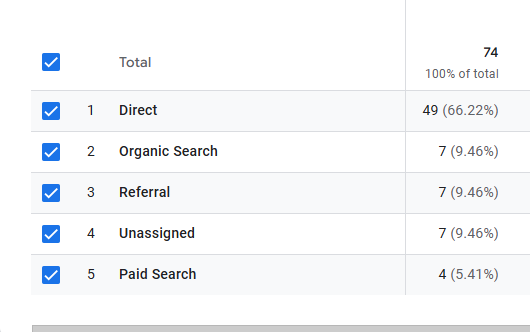 Total 74
100% of total
1 Direct 49 (66.22%)
2 Organic Search 7 (9.46%)
3 Referral 7 (9.46%)
4 Unassigned 7 (9.46%)
5 Paid Search 4 (5.41%)